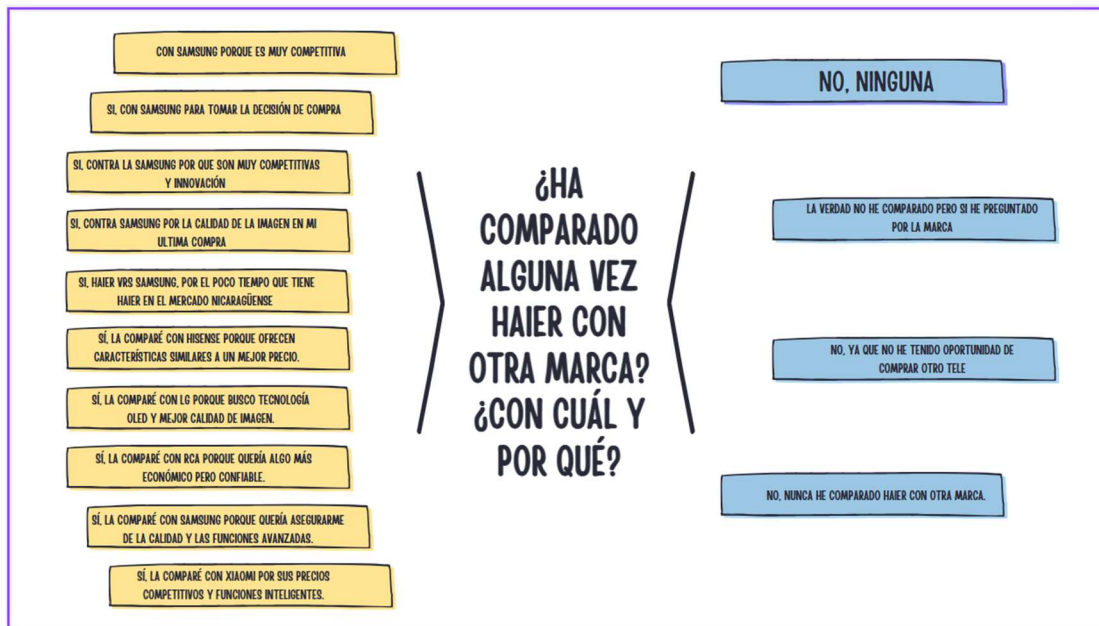 CON SAMSUNG PORQUE ES MUY COMPETITIVA
SI, CON SAMSUNG PARA TOMAR LA DECISIÓN DE COMPRA
SI, CONTRA LA SAMSUNG POR QUE SON MUY COMPETITIVAS
Y INNOVACIÓN
SI, CONTRA SAMSUNG POR LA CALIDAD DE LA IMAGEN EN MI
ULTIMA COMPRA
SI, HAIER VRS SAMSUNG, POR EL POCO TIEMPO QUE TIENE
HAIER EN EL MERCADO NICARAGÜENSE
SÍ, LA COMPARÉ CON HISENSE PORQUE OFRECEN
CARACTERÍSTICAS SIMILARES A UN MEJOR PRECIO.
SÍ, LA COMPARÉ CON LG PORQUE BUSCO TECNOLOGÍA
OLED Y MEJOR CALIDAD DE IMAGEN.
SÍ, LA COMPARÉ CON RCA PORQUE QUERÍA ALGO MÁS
ECONÓMICO PERO CONFIABLE.
SÍ, LA COMPARÉ CON SAMSUNG PORQUE QUERÍA ASEGURARME
DE LA CALIDAD Y LAS FUNCIONES AVANZADAS.
SÍ, LA COMPARÉ CON XIAOMI POR SUS PRECIOS
COMPETITIVOS Y FUNCIONES INTELIGENTES.
¿HA
COMPARADO
ALGUNA VEZ
HAIER CON
OTRA MARCA?
¿CON CUÁL Y
POR QUÉ?
NO, NINGUNA
LA VERDAD NO HE COMPARADO PERO SI HE PREGUNTADO
POR LA MARCA
NO, YA QUE NO HE TENIDO OPORTUNIDAD DE
COMPRAR OTRO TELE
NO, NUNCA HE COMPARADO HAIER CON OTRA MARCA.